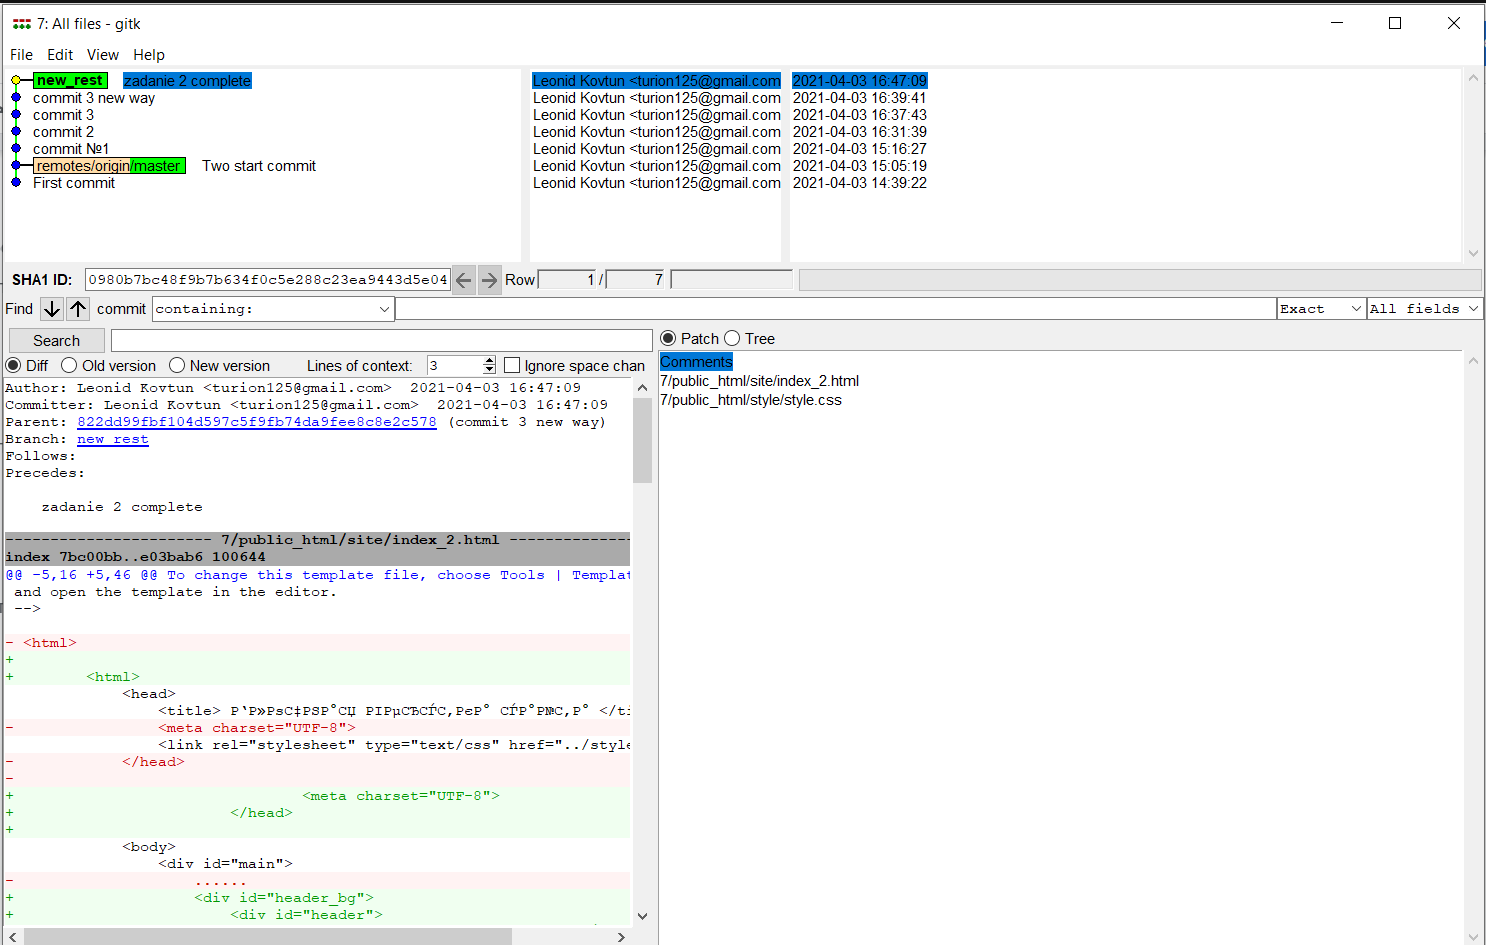 7: All files - gitk
File Edit View Help
new_rest zadanie 2 complete Leonid Kovtun <turion125@gmail.com 2021-04-03 16:47:09
commit 3 new way Leonid Kovtun <turion125@gmail.com 2021-04-03 16:39:41
commit 3 Leonid Kovtun <turion125@gmail.com 2021-04-03 16:37:43
commit 2 Leonid Kovtun <turion125@gmail.com 2021-04-03 16:31:39
commit №1 Leonid Kovtun <turion125@gmail.com 2021-04-03 15:16:27
remotes/origin/master Two start commit Leonid Kovtun <turion125@gmail.com 2021-04-03 15:05:19
First commit Leonid Kovtun <turion125@gmail.com 2021-04-03 14:39:22
SHA1 ID: 0980b7bc48f9b7b634f0c5e288c23ea9443d5e04 Row 1 / 7
Find commit containing: Exact All fields
Search Patch Tree
Diff Old version New version Lines of context: 3 Ignore space chan
Comments
7/public_html/site/index_2.html
7/public_html/style/style.css
Author: Leonid Kovtun <turion125@gmail.com> 2021-04-03 16:47:09
Committer: Leonid Kovtun <turion125@gmail.com> 2021-04-03 16:47:09
Parent: 822dd99fbf104d597c5f9fb74da9fee8c8e2c578 (commit 3 new way)
Branch: new_rest
Follows:
Precedes:
zadanie 2 complete
----------------------- 7/public_html/site/index_2.html --------------
index 7bc00bb..e03bab6 100644
@@ -5,16 +5,46 @@ To change this template file, choose Tools | Templat
and open the template in the editor.
-->
- <html>
+
+ <html>
<head>
<title> Р‘Р»РѕС‡РЅР°СЏ РІРµСЂСЃС‚РєР° СЃР°Р№С‚Р° </ti
- <meta charset="UTF-8">
<link rel="stylesheet" type="text/css" href="../style
- </head>
-
+ <meta charset="UTF-8">
+ </head>
+
<body>
<div id="main">
- ......
+ <div id="header_bg">
+ <div id="header">